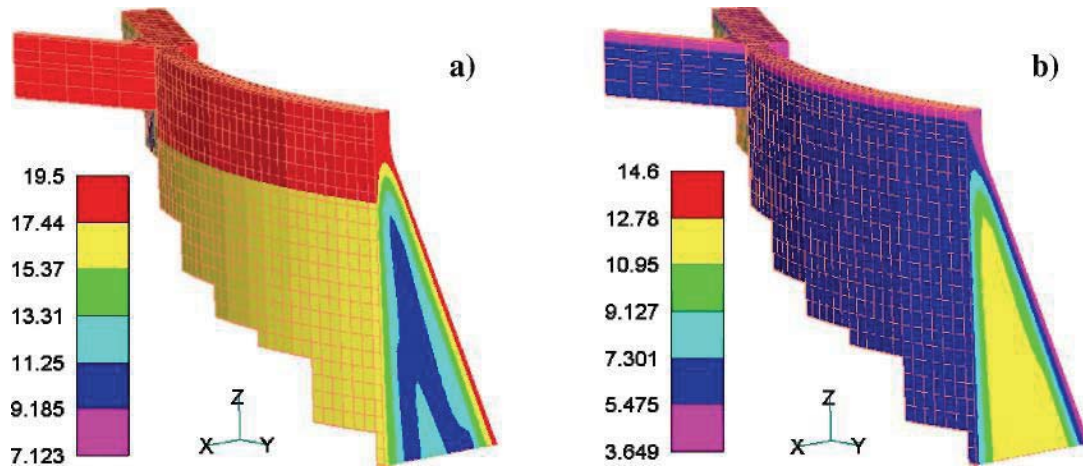 a)
19.5
17.44
15.37
13.31
11.25
9.185
7.123
Z
X
Y
b)
14.6
12.78
10.95
9.127
7.301
5.475
3.649
Z
X
Y